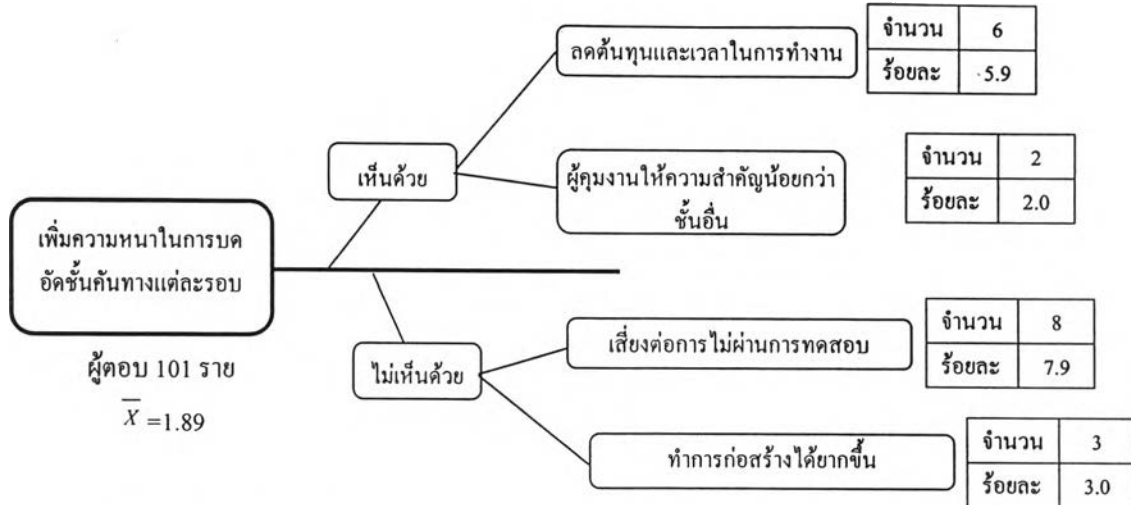 เพิ่มความหนาในการบด
อัดชั้นคันทางแต่ละรอบ
ผู้ตอบ 101 ราย
X̄ =1.89
เห็นด้วย
ลดต้นทุนและเวลาในการทำงาน
จำนวน 6
ร้อยละ 5.9
ผู้คุมงานให้ความสำคัญน้อยกว่า
ชั้นอื่น
จำนวน 2
ร้อยละ 2.0
ไม่เห็นด้วย
เสี่ยงต่อการไม่ผ่านการทดสอบ
จำนวน 8
ร้อยละ 7.9
ทำการก่อสร้างได้ยากขึ้น
จำนวน 3
ร้อยละ 3.0